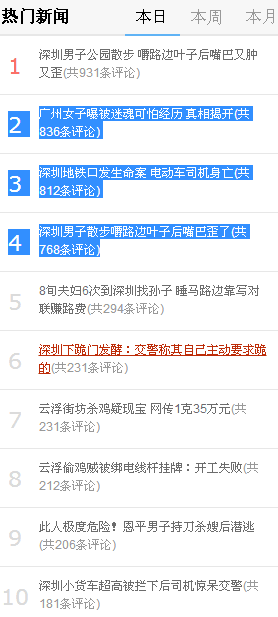 热门新闻 本日 本周 本月
1 深圳男子公园散步 嚼路边叶子后嘴巴又肿
又歪(共931条评论)
2 广州女子曝被迷魂可怕经历 真相揭开(共
836条评论)
3 深圳地铁口发生命案 电动车司机身亡(共
812条评论)
4 深圳男子散步嚼路边叶子后嘴巴歪了(共
768条评论)
5 8旬夫妇6次到深圳找孙子 睡马路边靠写对
联赚路费(共294条评论)
6 深圳下跪门发酵：交警称其自己主动要求跪
的(共231条评论)
7 云浮街坊杀鸡疑现宝 网传1克35万元(共
231条评论)
8 云浮偷鸡贼被绑电线杆挂牌：开工失败(共
212条评论)
9 此人极度危险！恩平男子持刀杀嫂后潜逃
(共206条评论)
10 深圳小货车超高被拦下后司机惊呆交警(共
181条评论)